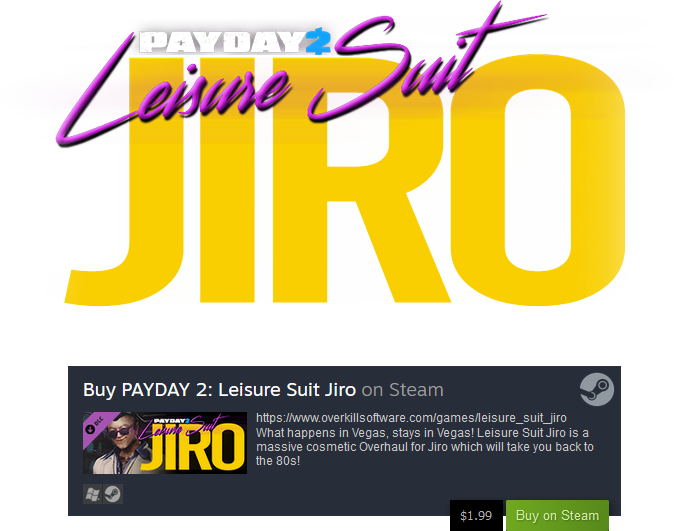 PAYDAY 2
Leisure Suit
JIRO
Buy PAYDAY 2: Leisure Suit Jiro on Steam
DLC
PAYDAY 2
Leisure Suit
JIRO
https://www.overkillsoftware.com/games/leisure_suit_jiro
What happens in Vegas, stays in Vegas! Leisure Suit Jiro is a
massive cosmetic Overhaul for Jiro which will take you back to
the 80s!
$1.99
Buy on Steam